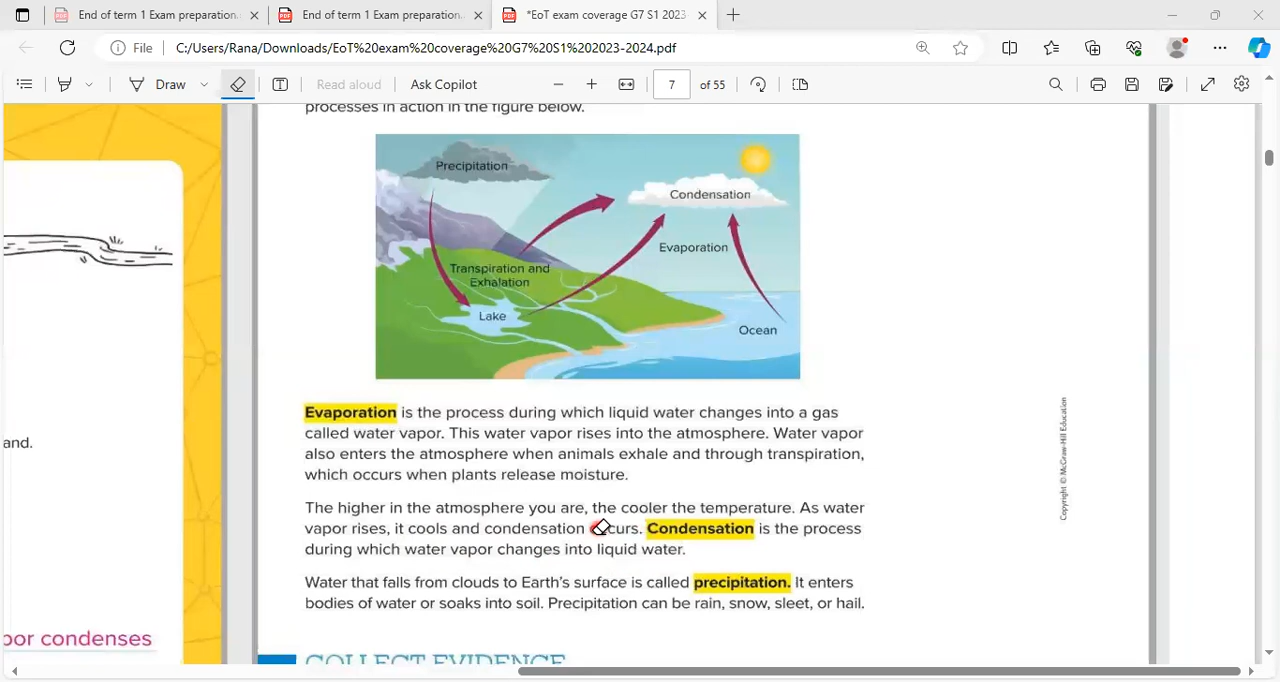 End of term 1 Exam preparation.
End of term 1 Exam preparation.
*EoT exam coverage G7 S1 2023
File
C:/Users/Rana/Downloads/EoT%20exam%20coverage%20G7%20S1%202023-2024.pdf
Draw
Read aloud
Ask Copilot
7 of 55
processes in action in the figure below.
Precipitation
Condensation
Evaporation
Transpiration and
Exhalation
Lake
Ocean
Evaporation is the process during which liquid water changes into a gas
called water vapor. This water vapor rises into the atmosphere. Water vapor
also enters the atmosphere when animals exhale and through transpiration,
which occurs when plants release moisture.
The higher in the atmosphere you are, the cooler the temperature. As water
vapor rises, it cools and condensation occurs. Condensation is the process
during which water vapor changes into liquid water.
Water that falls from clouds to Earth's surface is called precipitation. It enters
bodies of water or soaks into soil. Precipitation can be rain, snow, sleet, or hail.
COLLECT EVIDENCE
Copyright © McGraw-Hill Education
and.
por condenses